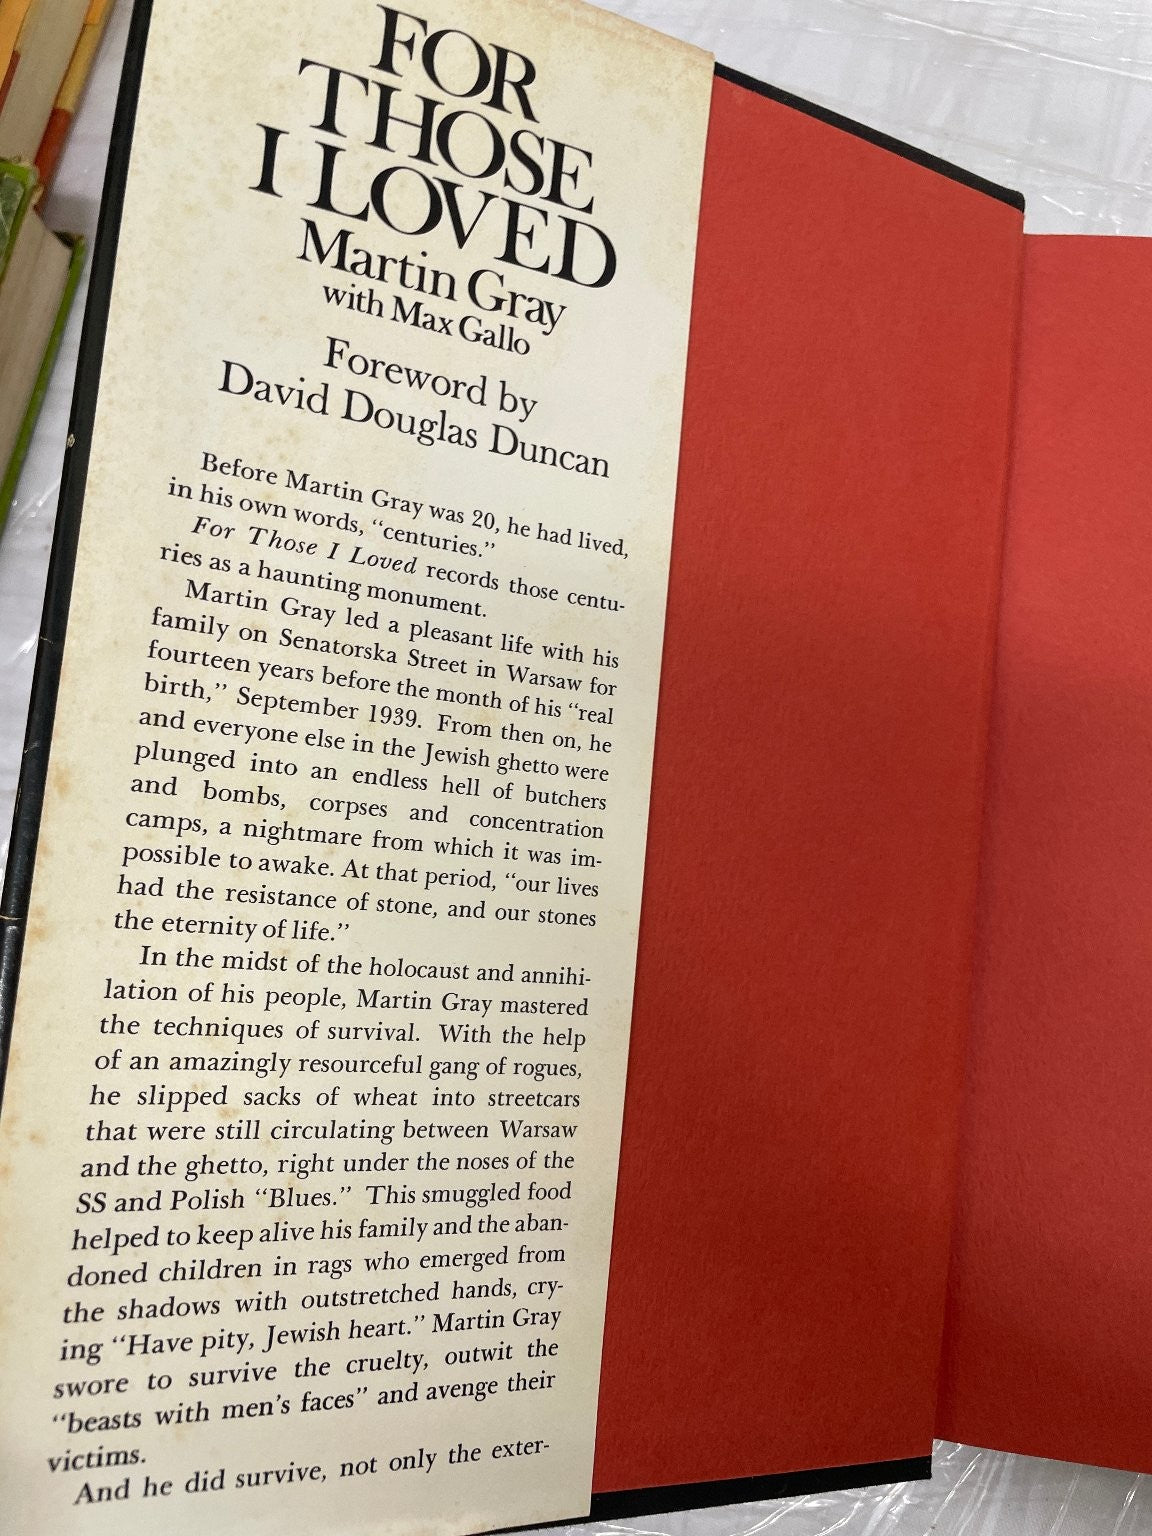 FOR
THOSE
I LOVED
Martin Gray
with Max Gallo
Foreword by
David Douglas Duncan
Before Martin Gray was 20, he had lived,
in his own words, “centuries.”
For Those I Loved records those centu-
ries as a haunting monument.
Martin Gray led a pleasant life with his
family on Senatorska Street in Warsaw for
fourteen years before the month of his “real
birth,” September 1939. From then on, he
and everyone else in the Jewish ghetto were
plunged into an endless hell of butchers
and bombs, corpses and concentration
camps, a nightmare from which it was im-
possible to awake. At that period, “our lives
had the resistance of stone, and our stones
the eternity of life.”
In the midst of the holocaust and annihi-
lation of his people, Martin Gray mastered
the techniques of survival. With the help
of an amazingly resourceful gang of rogues,
he slipped sacks of wheat into streetcars
that were still circulating between Warsaw
and the ghetto, right under the noses of the
SS and Polish “Blues.” This smuggled food
helped to keep alive his family and the aban-
doned children in rags who emerged from
the shadows with outstretched hands, cry-
ing “Have pity, Jewish heart.” Martin Gray
swore to survive the cruelty, outwit the
“beasts with men’s faces” and avenge their
victims.
And he did survive, not only the exter-